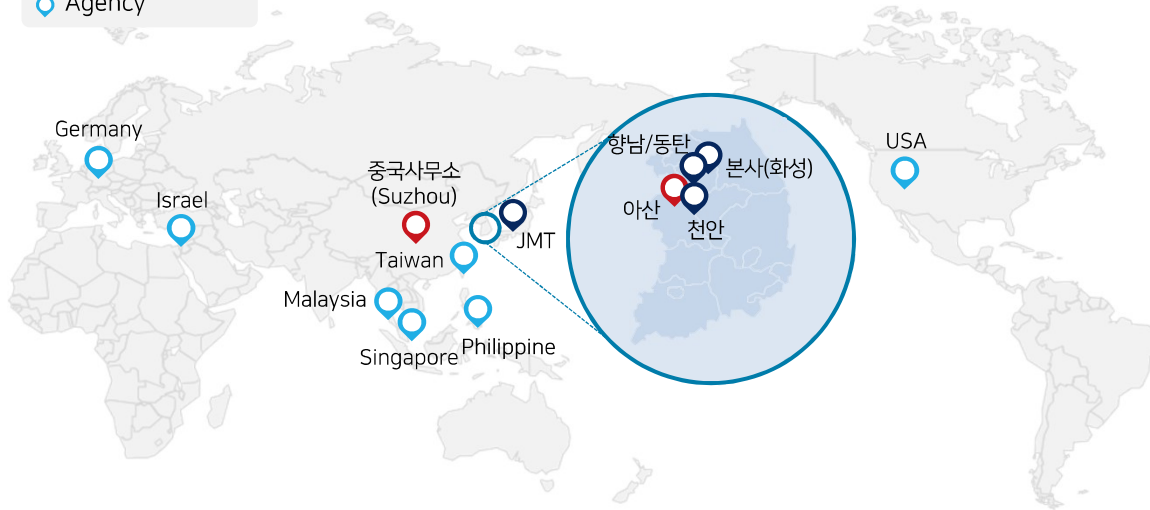 Agency
Germany
Israel
중국사무소
(Suzhou)
Taiwan
JMT
Malaysia
Singapore
Philippine
향남/동탄
본사(화성)
아산
천안
USA